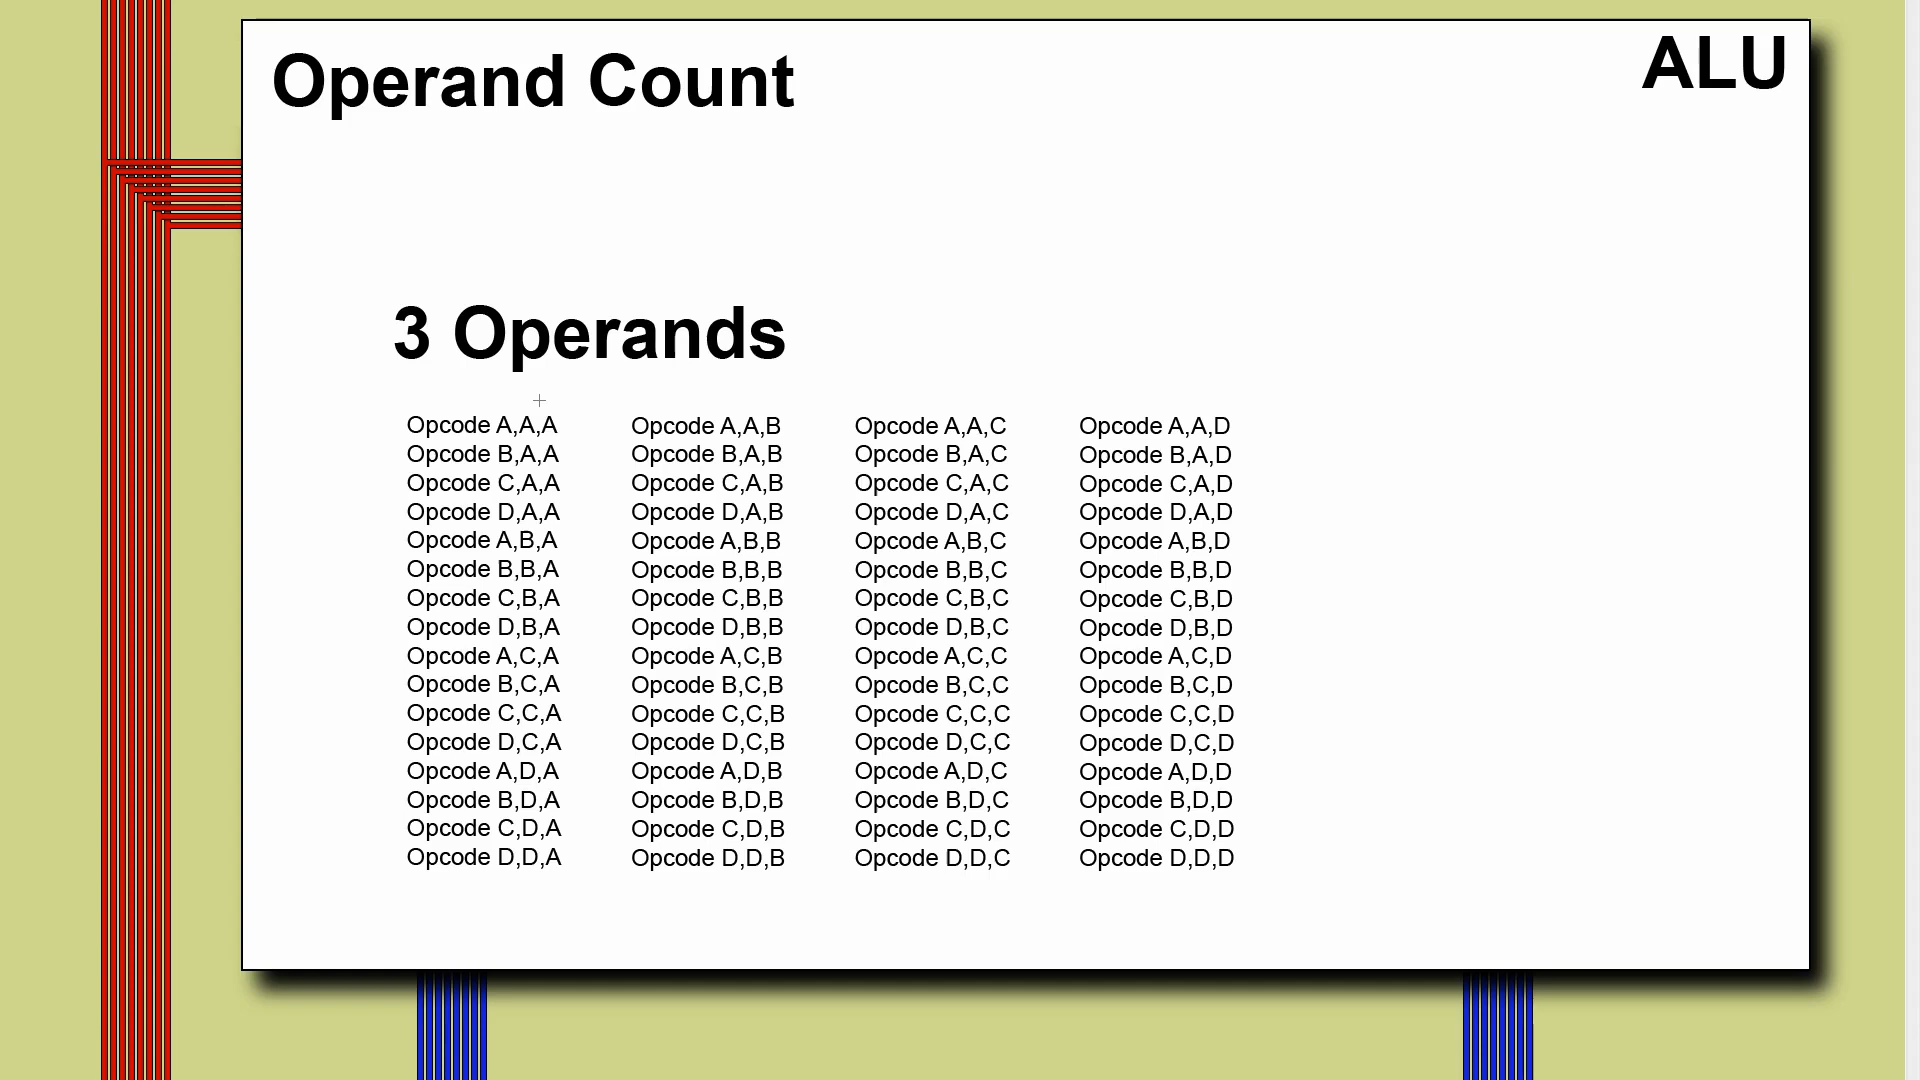 Operand Count
ALU
3 Operands
Opcode A,A,A Opcode A,A,B Opcode A,A,C Opcode A,A,D
Opcode B,A,A Opcode B,A,B Opcode B,A,C Opcode B,A,D
Opcode C,A,A Opcode C,A,B Opcode C,A,C Opcode C,A,D
Opcode D,A,A Opcode D,A,B Opcode D,A,C Opcode D,A,D
Opcode A,B,A Opcode A,B,B Opcode A,B,C Opcode A,B,D
Opcode B,B,A Opcode B,B,B Opcode B,B,C Opcode B,B,D
Opcode C,B,A Opcode C,B,B Opcode C,B,C Opcode C,B,D
Opcode D,B,A Opcode D,B,B Opcode D,B,C Opcode D,B,D
Opcode A,C,A Opcode A,C,B Opcode A,C,C Opcode A,C,D
Opcode B,C,A Opcode B,C,B Opcode B,C,C Opcode B,C,D
Opcode C,C,A Opcode C,C,B Opcode C,C,C Opcode C,C,D
Opcode D,C,A Opcode D,C,B Opcode D,C,C Opcode D,C,D
Opcode A,D,A Opcode A,D,B Opcode A,D,C Opcode A,D,D
Opcode B,D,A Opcode B,D,B Opcode B,D,C Opcode B,D,D
Opcode C,D,A Opcode C,D,B Opcode C,D,C Opcode C,D,D
Opcode D,D,A Opcode D,D,B Opcode D,D,C Opcode D,D,D